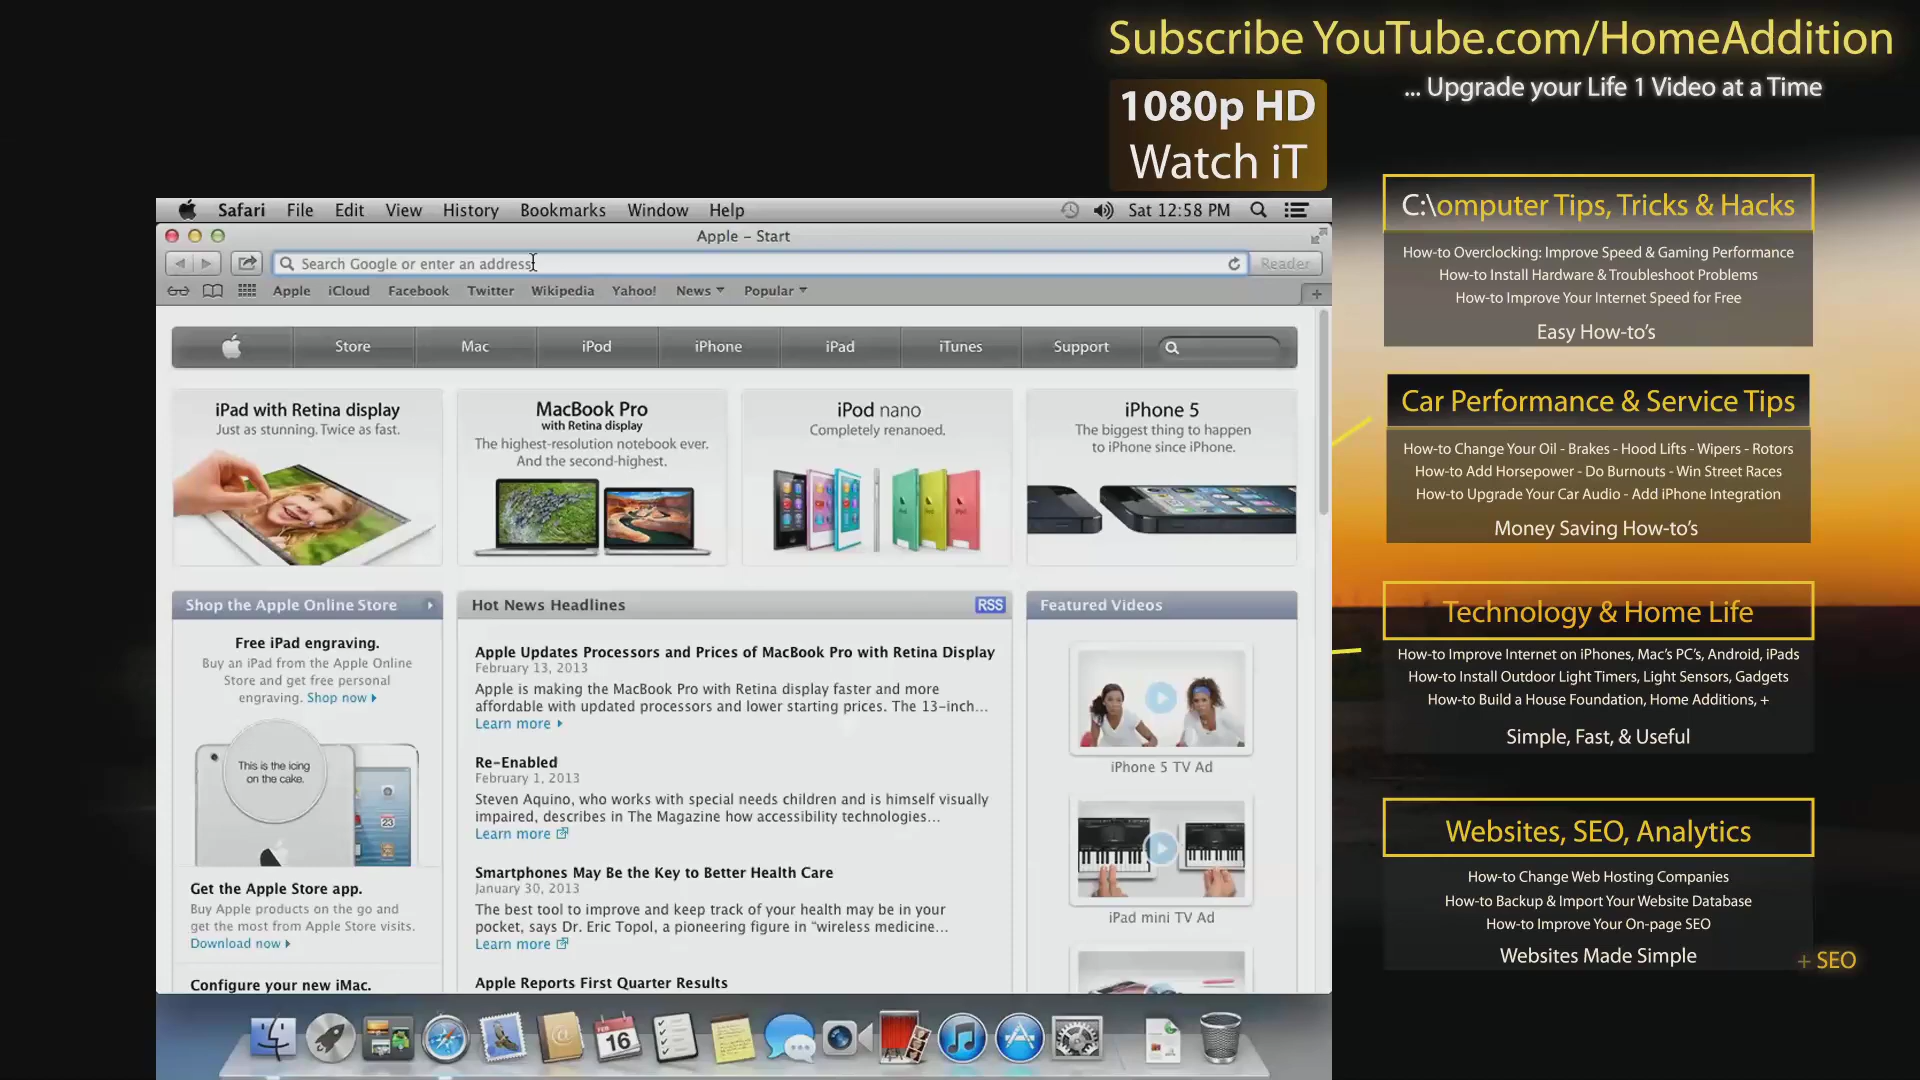 Subscribe YouTube.com/HomeAddition
... Upgrade your Life 1 Video at a Time
1080p HD
Watch iT
Safari File Edit View History Bookmarks Window Help
Sat 12:58 PM
Apple – Start
Search Google or enter an address
Reader
Apple iCloud Facebook Twitter Wikipedia Yahoo! News Popular
Store Mac iPod iPhone iPad iTunes Support
iPad with Retina display
Just as stunning. Twice as fast.
MacBook Pro
with Retina display
The highest-resolution notebook ever.
And the second-highest.
iPod nano
Completely renanoed.
iPhone 5
The biggest thing to happen
to iPhone since iPhone.
Shop the Apple Online Store
Free iPad engraving.
Buy an iPad from the Apple Online
Store and get free personal
engraving. Shop now
This is the icing
on the cake.
23
Get the Apple Store app.
Buy Apple products on the go and
get the most from Apple Store visits.
Download now
Configure your new iMac.
Hot News Headlines
RSS
Apple Updates Processors and Prices of MacBook Pro with Retina Display
February 13, 2013
Apple is making the MacBook Pro with Retina display faster and more
affordable with updated processors and lower starting prices. The 13-inch…
Learn more
Re-Enabled
February 1, 2013
Steven Aquino, who works with special needs children and is himself visually
impaired, describes in The Magazine how accessibility technologies…
Learn more
Smartphones May Be the Key to Better Health Care
January 30, 2013
The best tool to improve and keep track of your health may be in your
pocket, says Dr. Eric Topol, a pioneering figure in “wireless medicine…
Learn more
Apple Reports First Quarter Results
Featured Videos
iPhone 5 TV Ad
iPad mini TV Ad
FEB
16
C:\omputer Tips, Tricks & Hacks
How-to Overclocking: Improve Speed & Gaming Performance
How-to Install Hardware & Troubleshoot Problems
How-to Improve Your Internet Speed for Free
Easy How-to's
Car Performance & Service Tips
How-to Change Your Oil - Brakes - Hood Lifts - Wipers - Rotors
How-to Add Horsepower - Do Burnouts - Win Street Races
How-to Upgrade Your Car Audio - Add iPhone Integration
Money Saving How-to's
Technology & Home Life
How-to Improve Internet on iPhones, Mac's PC's, Android, iPads
How-to Install Outdoor Light Timers, Light Sensors, Gadgets
How-to Build a House Foundation, Home Additions, +
Simple, Fast, & Useful
Websites, SEO, Analytics
How-to Change Web Hosting Companies
How-to Backup & Import Your Website Database
How-to Improve Your On-page SEO
Websites Made Simple
+ SEO